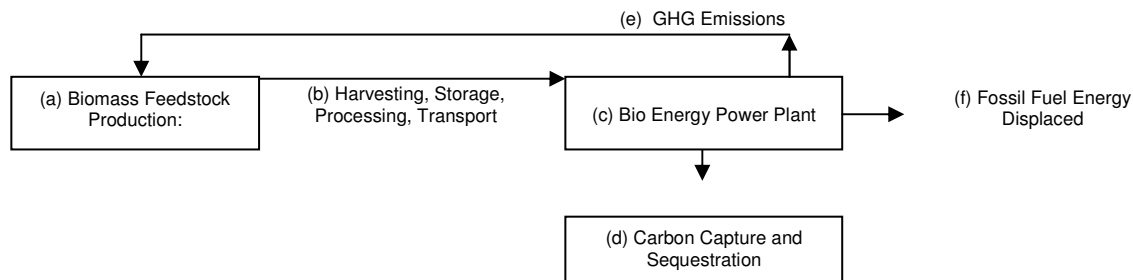 (e) GHG Emissions
(a) Biomass Feedstock
Production:
(b) Harvesting, Storage,
Processing, Transport
(c) Bio Energy Power Plant
(f) Fossil Fuel Energy
Displaced
(d) Carbon Capture and
Sequestration